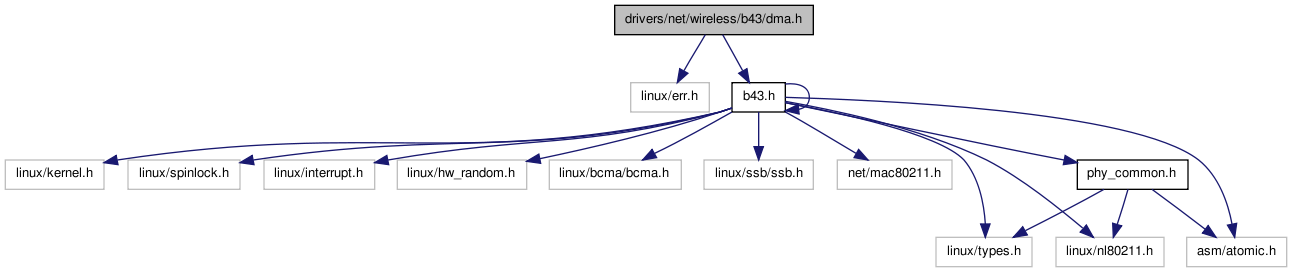 drivers/net/wireless/b43/dma.h
linux/err.h
b43.h
linux/kernel.h
linux/spinlock.h
linux/interrupt.h
linux/hw_random.h
linux/bcma/bcma.h
linux/ssb/ssb.h
net/mac80211.h
phy_common.h
linux/types.h
linux/nl80211.h
asm/atomic.h